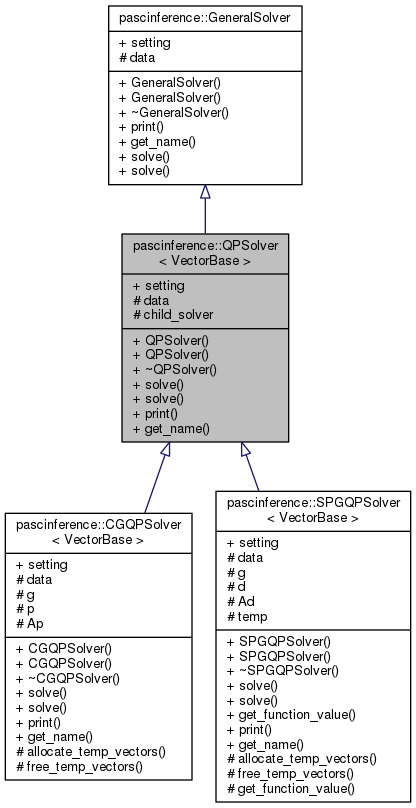 pascinference::GeneralSolver
+ setting
# data
+ GeneralSolver()
+ GeneralSolver()
+ ~GeneralSolver()
+ print()
+ get_name()
+ solve()
+ solve()
pascinference::QPSolver
< VectorBase >
+ setting
# data
# child_solver
+ QPSolver()
+ QPSolver()
+ ~QPSolver()
+ solve()
+ solve()
+ print()
+ get_name()
pascinference::CGQPSolver
< VectorBase >
+ setting
# data
# g
# p
# Ap
+ CGQPSolver()
+ CGQPSolver()
+ ~CGQPSolver()
+ solve()
+ solve()
+ print()
+ get_name()
# allocate_temp_vectors()
# free_temp_vectors()
pascinference::SPGQPSolver
< VectorBase >
+ setting
# data
# g
# d
# Ad
# temp
+ SPGQPSolver()
+ SPGQPSolver()
+ ~SPGQPSolver()
+ solve()
+ solve()
+ get_function_value()
+ print()
+ get_name()
# allocate_temp_vectors()
# free_temp_vectors()
# get_function_value()